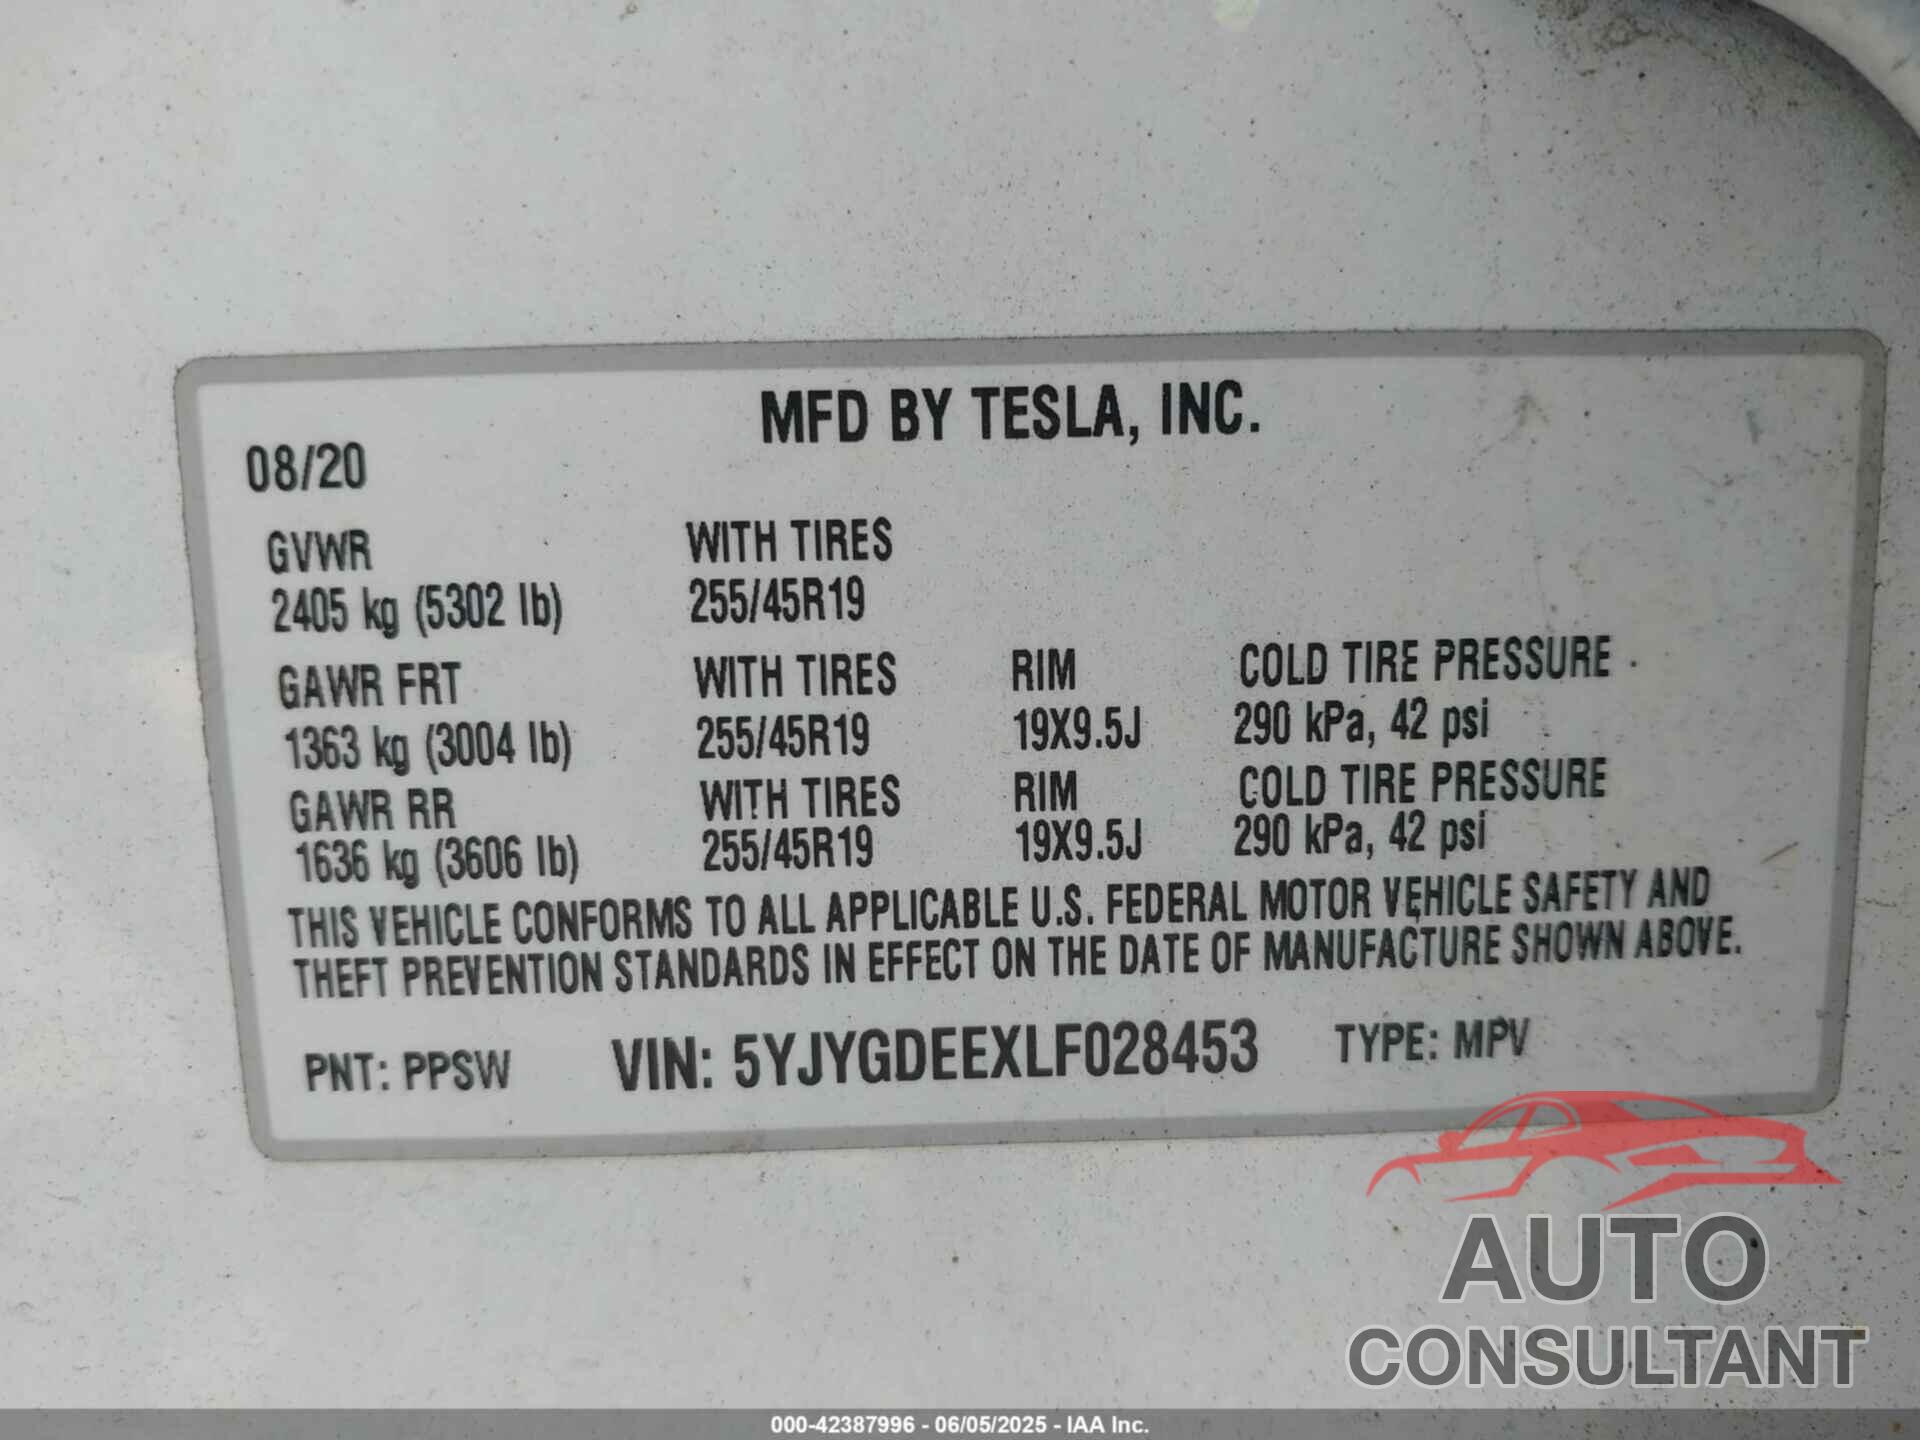 MFD BY TESLA, INC.
08/20
GVWR WITH TIRES
2405 kg (5302 lb) 255/45R19
GAWR FRT WITH TIRES RIM COLD TIRE PRESSURE
1363 kg (3004 lb) 255/45R19 19X9.5J 290 kPa, 42 psi
GAWR RR WITH TIRES RIM COLD TIRE PRESSURE
1636 kg (3606 lb) 255/45R19 19X9.5J 290 kPa, 42 psi
THIS VEHICLE CONFORMS TO ALL APPLICABLE U.S. FEDERAL MOTOR VEHICLE SAFETY AND
THEFT PREVENTION STANDARDS IN EFFECT ON THE DATE OF MANUFACTURE SHOWN ABOVE.
PNT: PPSW VIN: 5YJYGDEEXLF028453 TYPE: MPV
AUTO
CONSULTANT
000-42387996 - 06/05/2025 - IAA Inc.